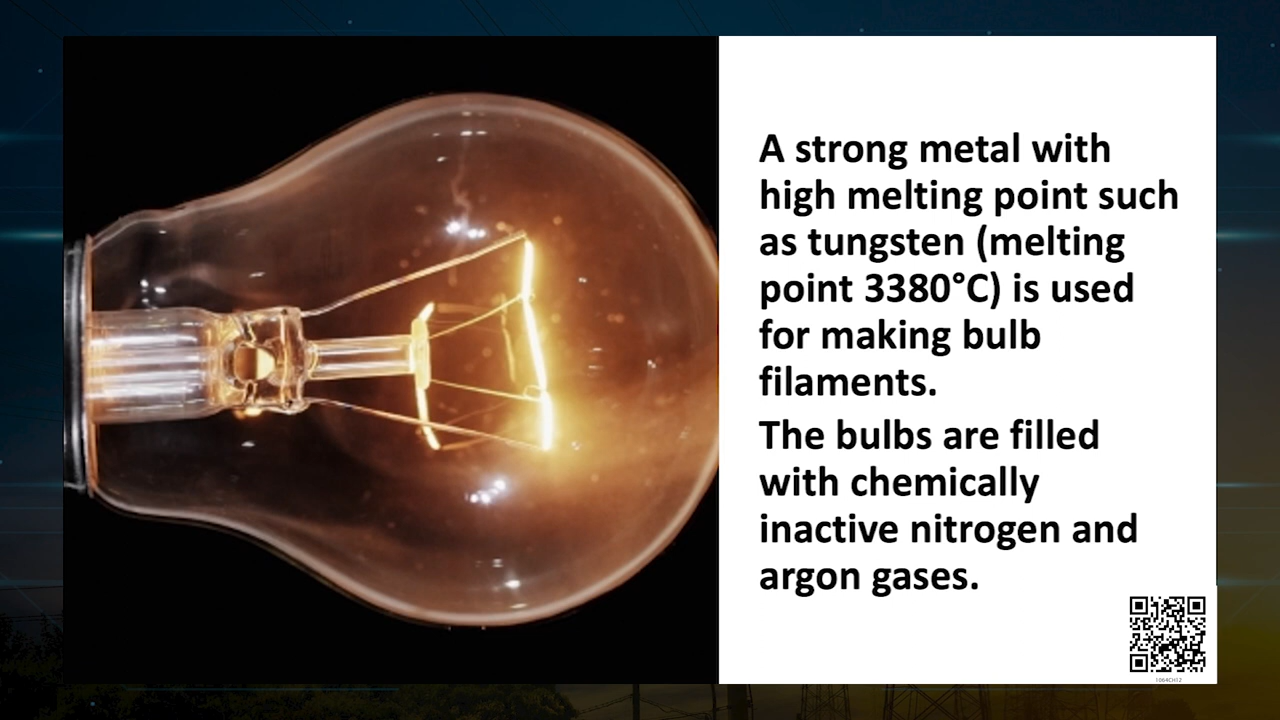 A strong metal with
high melting point such
as tungsten (melting
point 3380°C) is used
for making bulb
filaments.
The bulbs are filled
with chemically
inactive nitrogen and
argon gases.
1064CH12